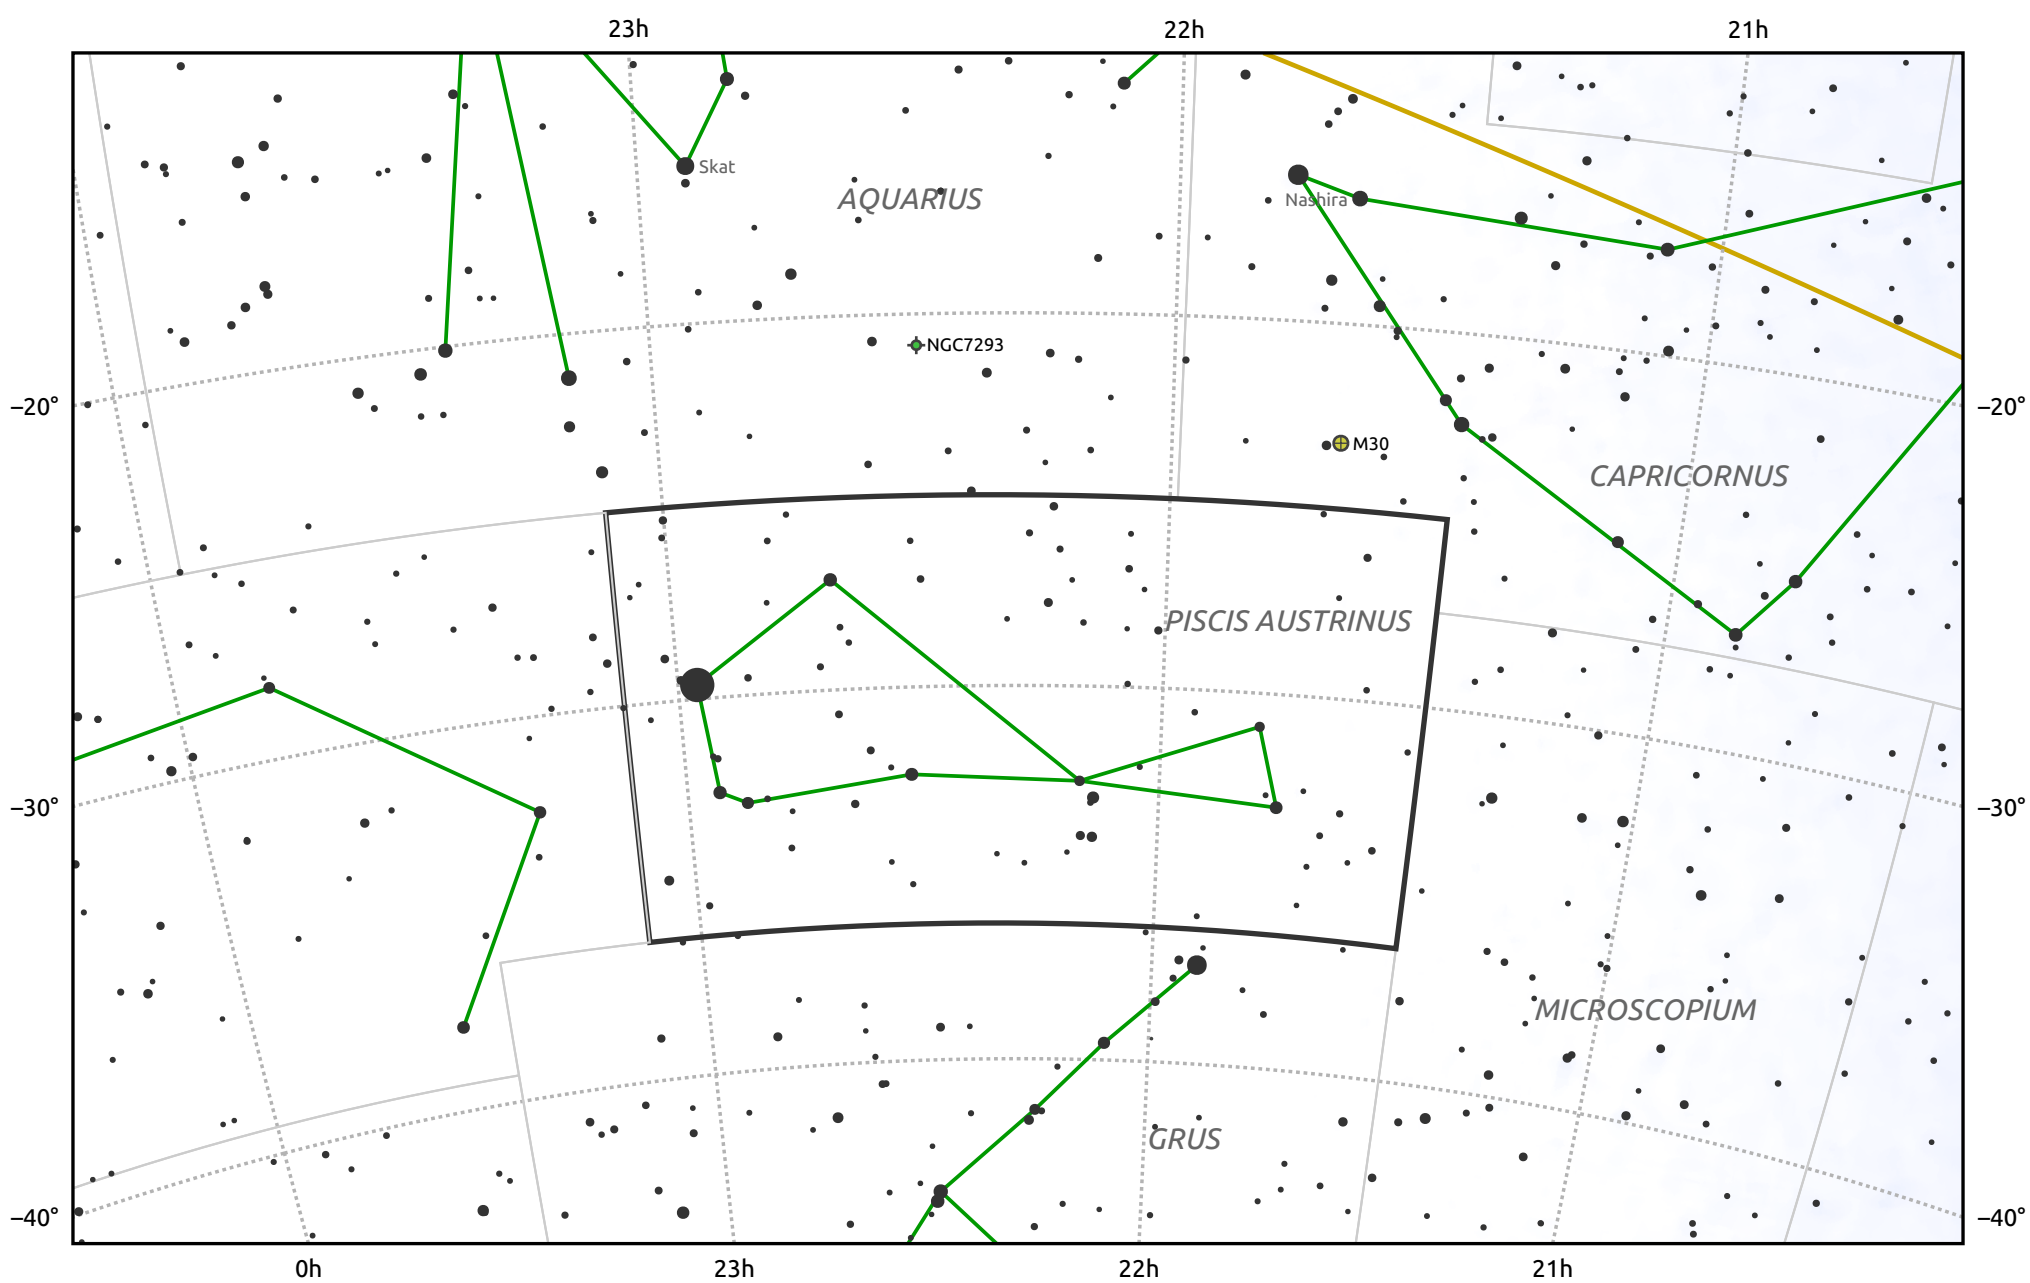 23h 22h 21h
Skat
AQUARIUS
Nashira
NGC7293
−20° −20°
M30
CAPRICORNUS
PISCIS AUSTRINUS
−30° −30°
MICROSCOPIUM
GRUS
−40° −40°
0h 23h 22h 21h